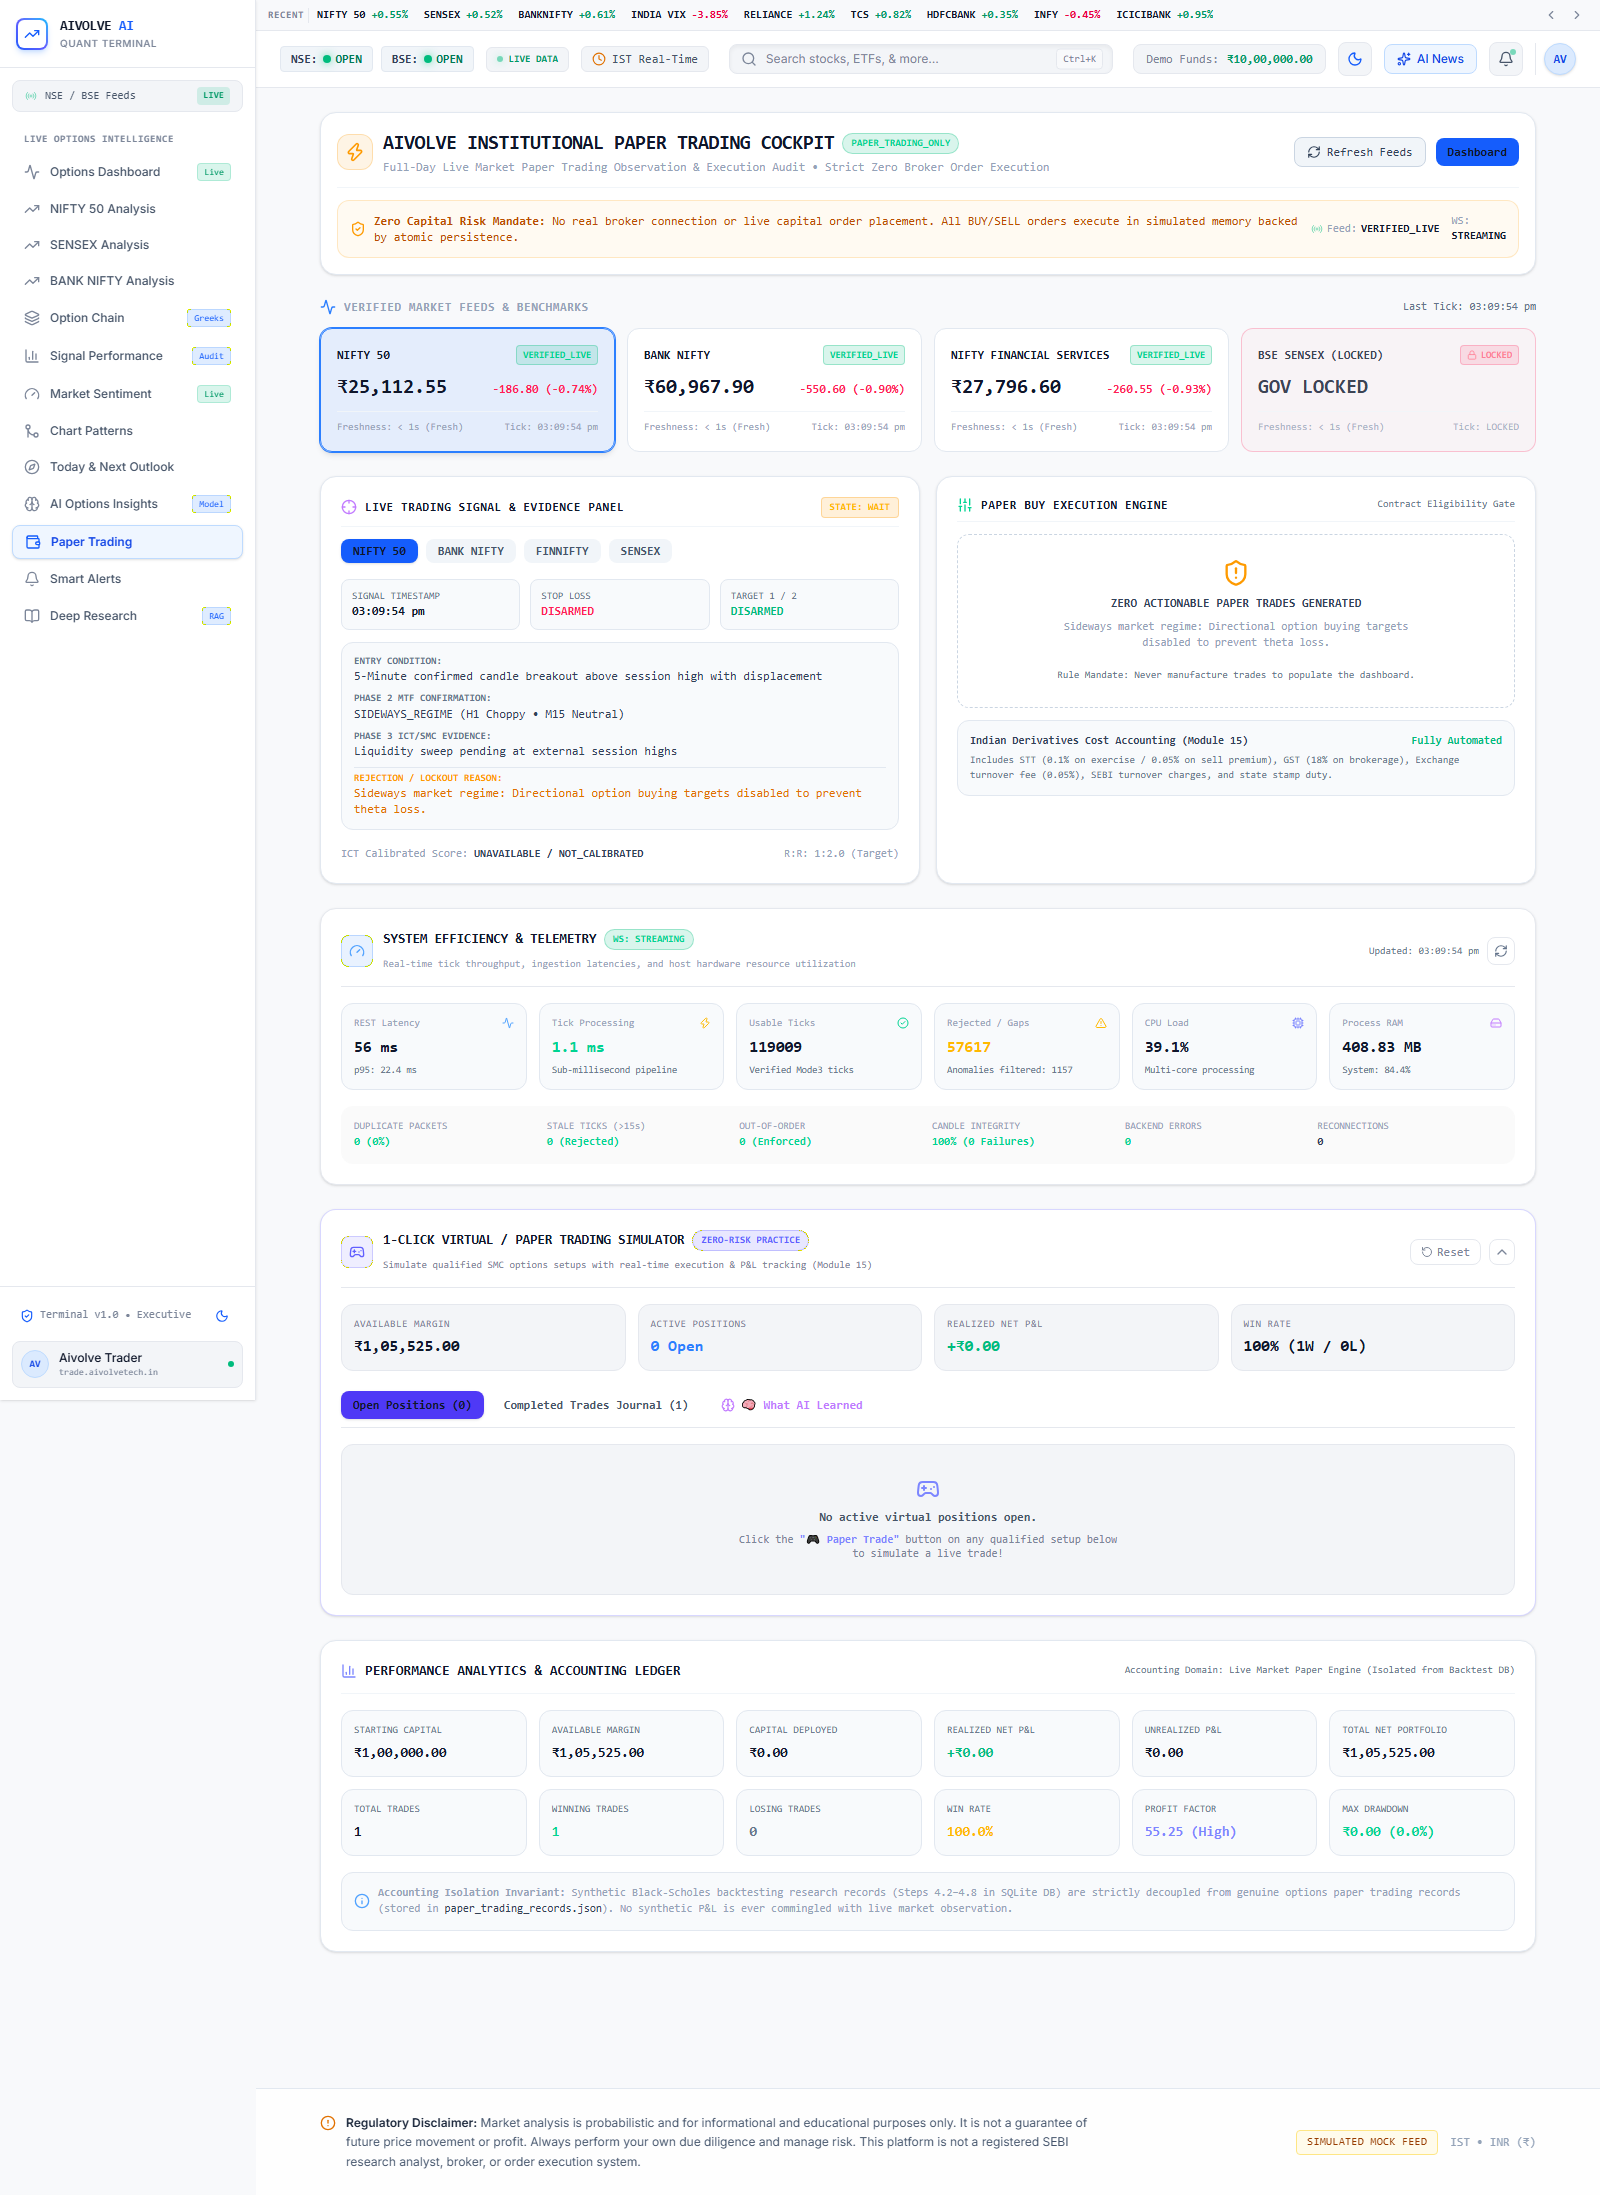 AIVOLVE AI
QUANT TERMINAL
NSE / BSE Feeds LIVE
LIVE OPTIONS INTELLIGENCE
Options Dashboard Live
NIFTY 50 Analysis
SENSEX Analysis
BANK NIFTY Analysis
Option Chain Greeks
Signal Performance Audit
Market Sentiment Live
Chart Patterns
Today & Next Outlook
AI Options Insights Model
Paper Trading
Smart Alerts
Deep Research RAG
Terminal v1.0 • Executive
AV Aivolve Trader
trade.aivolvetech.in
RECENT NIFTY 50 +0.55% SENSEX +0.52% BANKNIFTY +0.61% INDIA VIX -3.85% RELIANCE +1.24% TCS +0.82% HDFCBANK +0.35% INFY -0.45% ICICIBANK +0.95%
NSE: OPEN BSE: OPEN LIVE DATA IST Real-Time Search stocks, ETFs, & more... Ctrl+K Demo Funds: ₹10,00,000.00 AI News AV
AIVOLVE INSTITUTIONAL PAPER TRADING COCKPIT PAPER_TRADING_ONLY
Full-Day Live Market Paper Trading Observation & Execution Audit • Strict Zero Broker Order Execution
Refresh Feeds Dashboard
Zero Capital Risk Mandate: No real broker connection or live capital order placement. All BUY/SELL orders execute in simulated memory backed
by atomic persistence.
Feed: VERIFIED_LIVE WS:
STREAMING
VERIFIED MARKET FEEDS & BENCHMARKS Last Tick: 03:09:54 pm
NIFTY 50 VERIFIED_LIVE
₹25,112.55 -186.80 (-0.74%)
Freshness: < 1s (Fresh) Tick: 03:09:54 pm
BANK NIFTY VERIFIED_LIVE
₹60,967.90 -550.60 (-0.90%)
Freshness: < 1s (Fresh) Tick: 03:09:54 pm
NIFTY FINANCIAL SERVICES VERIFIED_LIVE
₹27,796.60 -260.55 (-0.93%)
Freshness: < 1s (Fresh) Tick: 03:09:54 pm
BSE SENSEX (LOCKED) LOCKED
GOV LOCKED
Freshness: < 1s (Fresh) Tick: LOCKED
LIVE TRADING SIGNAL & EVIDENCE PANEL STATE: WAIT
NIFTY 50 BANK NIFTY FINNIFTY SENSEX
SIGNAL TIMESTAMP
03:09:54 pm
STOP LOSS
DISARMED
TARGET 1 / 2
DISARMED
ENTRY CONDITION:
5-Minute confirmed candle breakout above session high with displacement
PHASE 2 MTF CONFIRMATION:
SIDEWAYS_REGIME (H1 Choppy • M15 Neutral)
PHASE 3 ICT/SMC EVIDENCE:
Liquidity sweep pending at external session highs
REJECTION / LOCKOUT REASON:
Sideways market regime: Directional option buying targets disabled to prevent
theta loss.
ICT Calibrated Score: UNAVAILABLE / NOT_CALIBRATED R:R: 1:2.0 (Target)
PAPER BUY EXECUTION ENGINE Contract Eligibility Gate
ZERO ACTIONABLE PAPER TRADES GENERATED
Sideways market regime: Directional option buying targets
disabled to prevent theta loss.
Rule Mandate: Never manufacture trades to populate the dashboard.
Indian Derivatives Cost Accounting (Module 15) Fully Automated
Includes STT (0.1% on exercise / 0.05% on sell premium), GST (18% on brokerage), Exchange
turnover fee (0.05%), SEBI turnover charges, and state stamp duty.
SYSTEM EFFICIENCY & TELEMETRY WS: STREAMING
Real-time tick throughput, ingestion latencies, and host hardware resource utilization
Updated: 03:09:54 pm
REST Latency
56 ms
p95: 22.4 ms
Tick Processing
1.1 ms
Sub-millisecond pipeline
Usable Ticks
119009
Verified Mode3 ticks
Rejected / Gaps
57617
Anomalies filtered: 1157
CPU Load
39.1%
Multi-core processing
Process RAM
408.83 MB
System: 84.4%
DUPLICATE PACKETS
0 (0%)
STALE TICKS (>15s)
0 (Rejected)
OUT-OF-ORDER
0 (Enforced)
CANDLE INTEGRITY
100% (0 Failures)
BACKEND ERRORS
0
RECONNECTIONS
0
1-CLICK VIRTUAL / PAPER TRADING SIMULATOR ZERO-RISK PRACTICE
Simulate qualified SMC options setups with real-time execution & P&L tracking (Module 15)
Reset
AVAILABLE MARGIN
₹1,05,525.00
ACTIVE POSITIONS
0 Open
REALIZED NET P&L
+₹0.00
WIN RATE
100% (1W / 0L)
Open Positions (0) Completed Trades Journal (1) 🧠 What AI Learned
No active virtual positions open.
Click the "🎮 Paper Trade" button on any qualified setup below
to simulate a live trade!
PERFORMANCE ANALYTICS & ACCOUNTING LEDGER Accounting Domain: Live Market Paper Engine (Isolated from Backtest DB)
STARTING CAPITAL
₹1,00,000.00
AVAILABLE MARGIN
₹1,05,525.00
CAPITAL DEPLOYED
₹0.00
REALIZED NET P&L
+₹0.00
UNREALIZED P&L
₹0.00
TOTAL NET PORTFOLIO
₹1,05,525.00
TOTAL TRADES
1
WINNING TRADES
1
LOSING TRADES
0
WIN RATE
100.0%
PROFIT FACTOR
55.25 (High)
MAX DRAWDOWN
₹0.00 (0.0%)
Accounting Isolation Invariant: Synthetic Black-Scholes backtesting research records (Steps 4.2–4.8 in SQLite DB) are strictly decoupled from genuine options paper trading records
(stored in paper_trading_records.json). No synthetic P&L is ever commingled with live market observation.
Regulatory Disclaimer: Market analysis is probabilistic and for informational and educational purposes only. It is not a guarantee of
future price movement or profit. Always perform your own due diligence and manage risk. This platform is not a registered SEBI
research analyst, broker, or order execution system.
SIMULATED MOCK FEED IST • INR (₹)